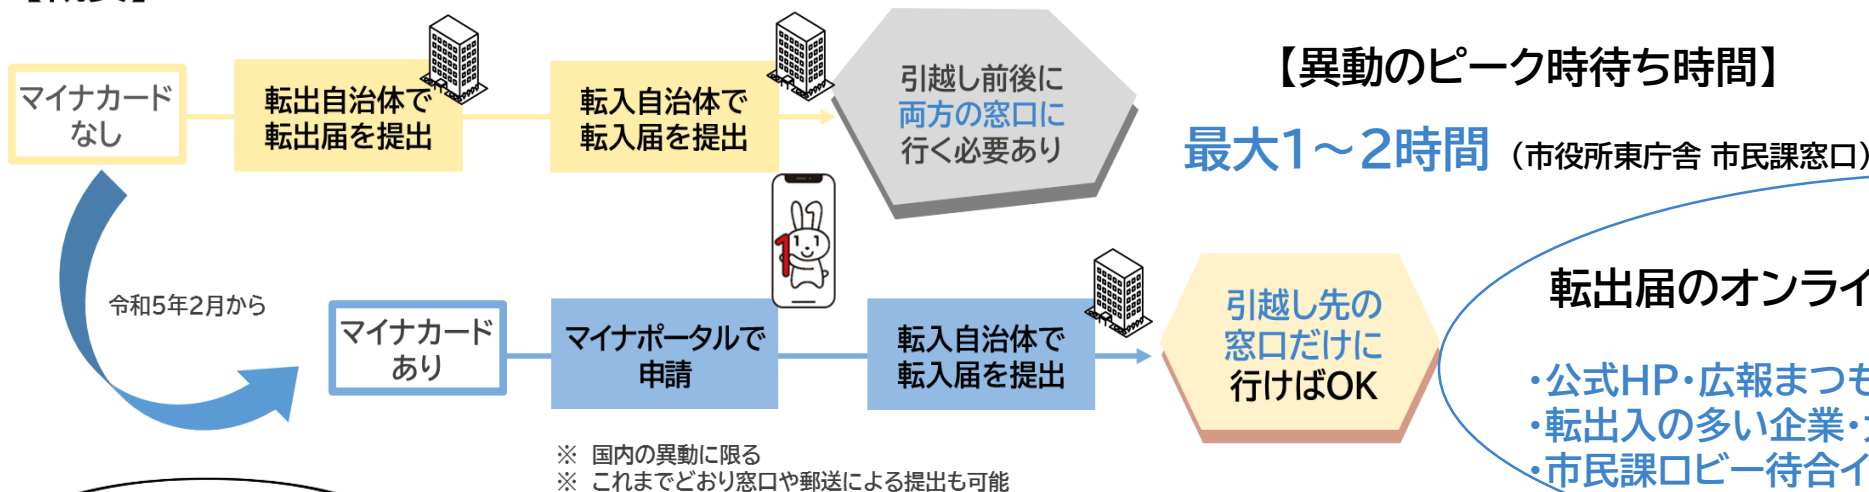 マイナカード
なし
転出自治体で
転出届を提出
転入自治体で
転入届を提出
引越し前後に
両方の窓口に
行く必要あり
【異動のピーク時待ち時間】
最大1～2時間 (市役所東庁舎 市民課窓口)
令和5年2月から
マイナカード
あり
マイナポータルで
申請
1
転入自治体で
転入届を提出
引越し先の
窓口だけに
行けばOK
※ 国内の異動に限る
※ これまでどおり窓口や郵送による提出も可能
転出届のオンライ
・公式HP・広報まつも
・転出入の多い企業・
・市民課ロビー待合イ